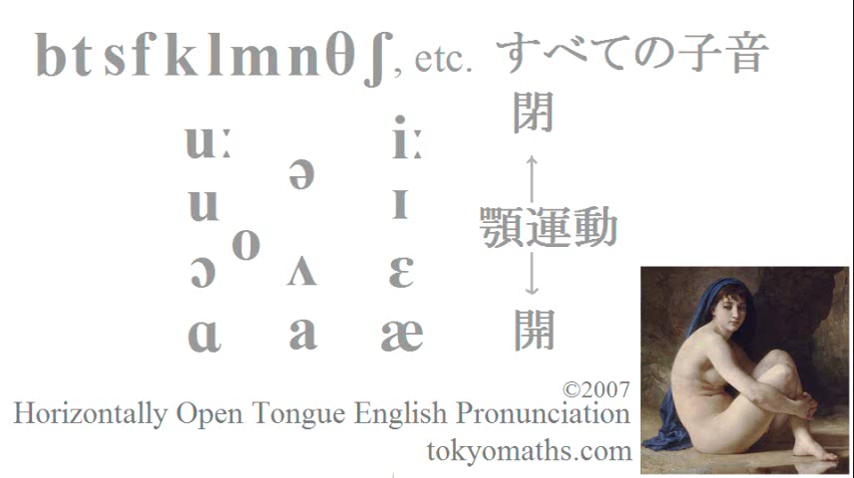 b t s f k l m n θ ʃ, etc. すべての子音
閉
uː iː
ə
↑
u ɪ
顎運動
o
ɔ ʌ ɛ
↓
ɑ a æ
開
©2007
Horizontally Open Tongue English Pronunciation
tokyomaths.com